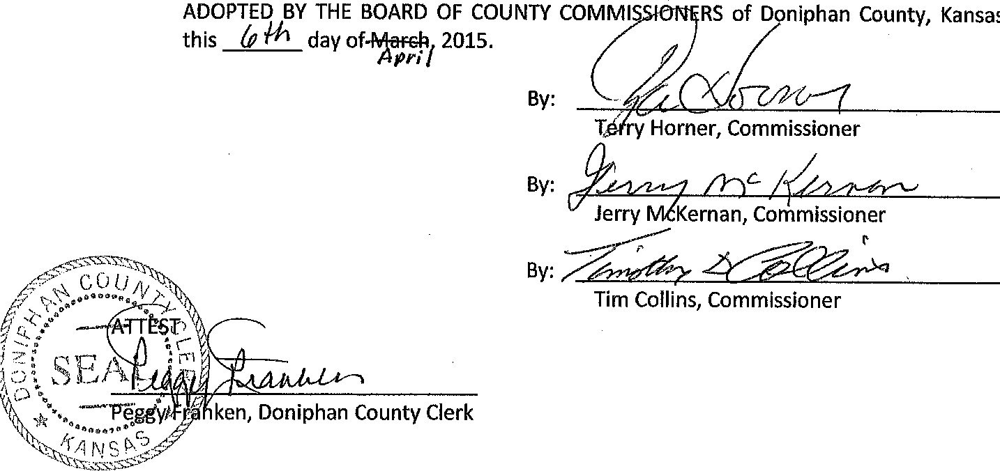 ADOPTED BY THE BOARD OF COUNTY COMMISSIONERS of Doniphan County, Kansas
this 6th day of March, 2015.
April
By:
Terry Horner, Commissioner
By: Jerry McKernan
Jerry McKernan, Commissioner
By: Timothy D Collins
Tim Collins, Commissioner
DONIPHAN COUNTY CLERK
ATTEST
SEAL
Peggy Franken
Peggy Franken, Doniphan County Clerk
KANSAS